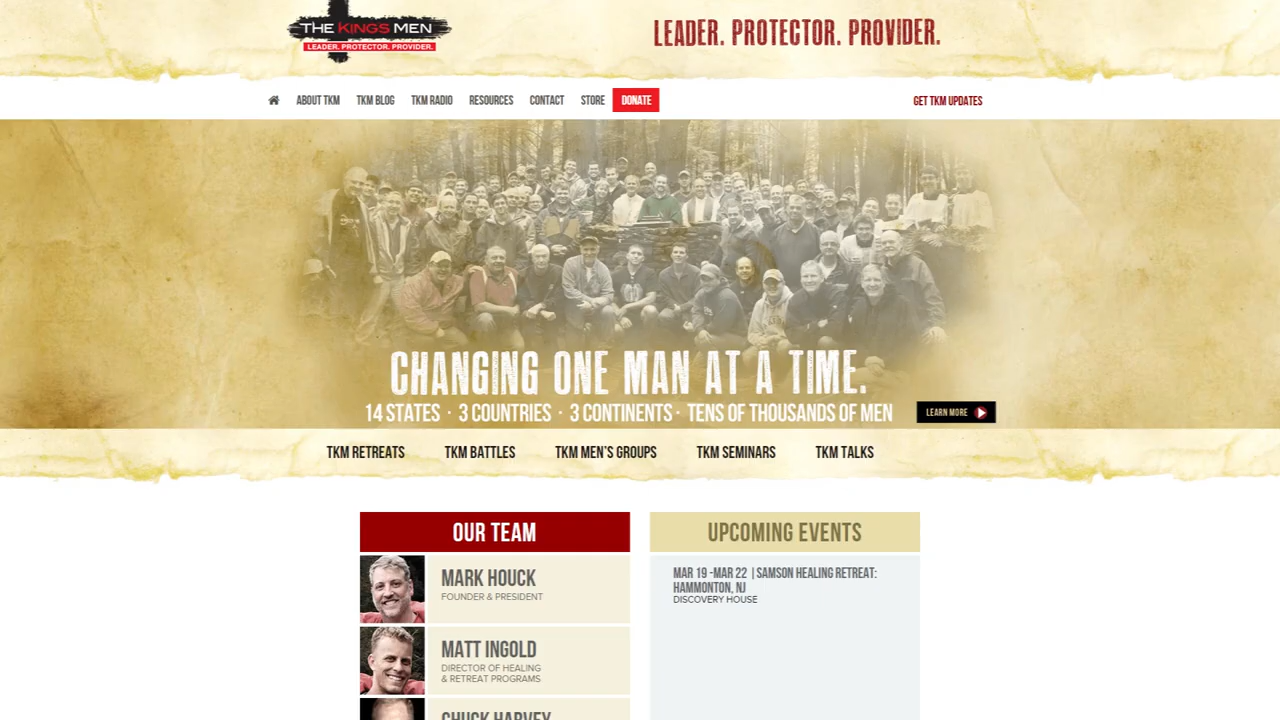 THE KINGS MEN
LEADER. PROTECTOR. PROVIDER.
LEADER. PROTECTOR. PROVIDER.
ABOUT TKM TKM BLOG TKM RADIO RESOURCES CONTACT STORE DONATE GET TKM UPDATES
CHANGING ONE MAN AT A TIME.
14 STATES · 3 COUNTRIES · 3 CONTINENTS · TENS OF THOUSANDS OF MEN
LEARN MORE
TKM RETREATS TKM BATTLES TKM MEN'S GROUPS TKM SEMINARS TKM TALKS
OUR TEAM
MARK HOUCK
FOUNDER & PRESIDENT
MATT INGOLD
DIRECTOR OF HEALING
& RETREAT PROGRAMS
CHUCK HARVEY
UPCOMING EVENTS
MAR 19 -MAR 22 | SAMSON HEALING RETREAT:
HAMMONTON, NJ
DISCOVERY HOUSE